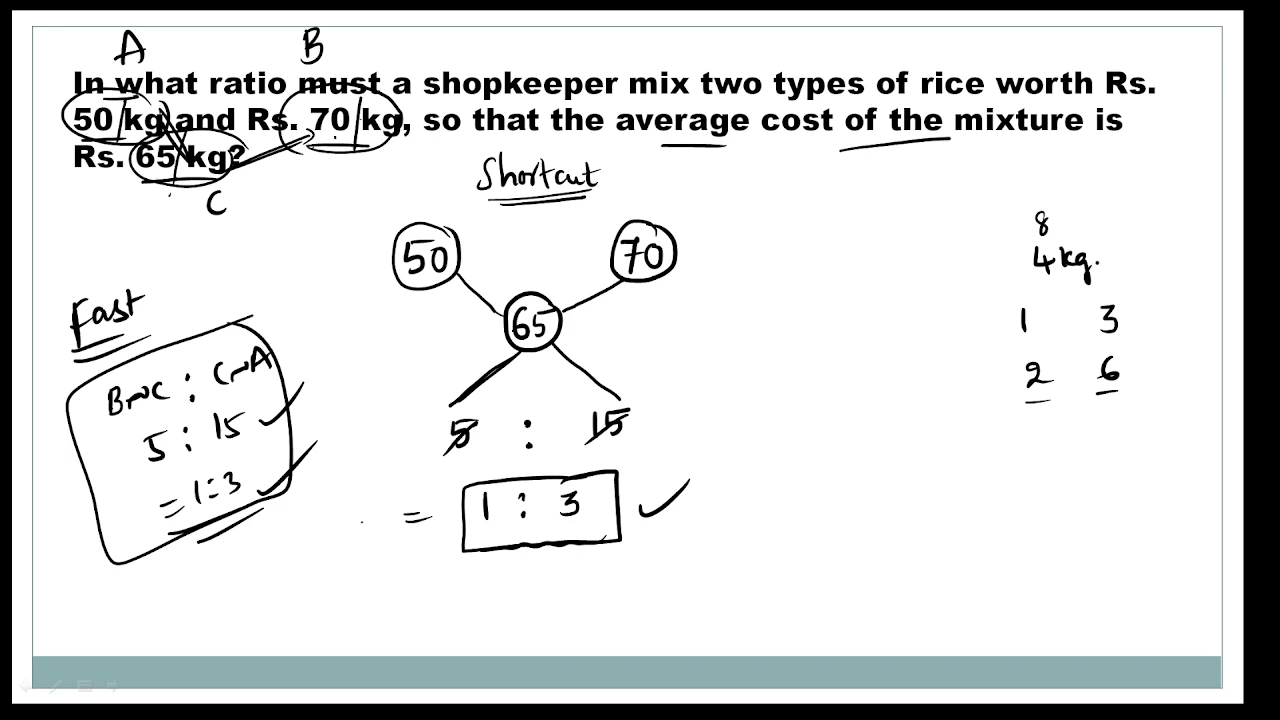 A B
In what ratio must a shopkeeper mix two types of rice worth Rs.
50 kg and Rs. 70 kg, so that the average cost of the mixture is
Rs. 65 kg?
C
Shortcut
50 70
65
5 : 15
= 1 : 3
Fast
B~C : C~A
5 : 15
= 1:3
8
4 kg.
1 3
2 6